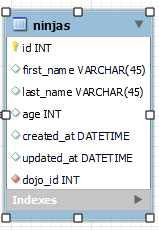 ninjas
id INT
first_name VARCHAR(45)
last_name VARCHAR(45)
age INT
created_at DATETIME
updated_at DATETIME
dojo_id INT
Indexes